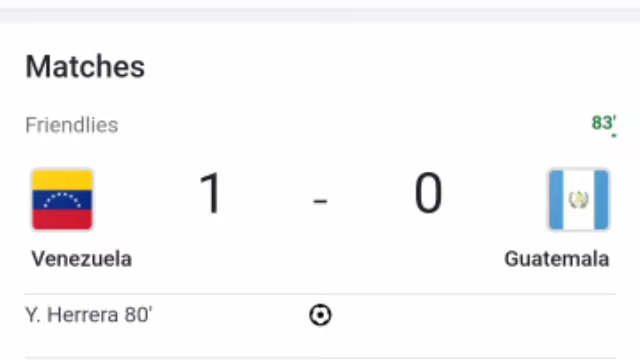 Matches
Friendlies 83'
1 - 0
Venezuela Guatemala
Y. Herrera 80'